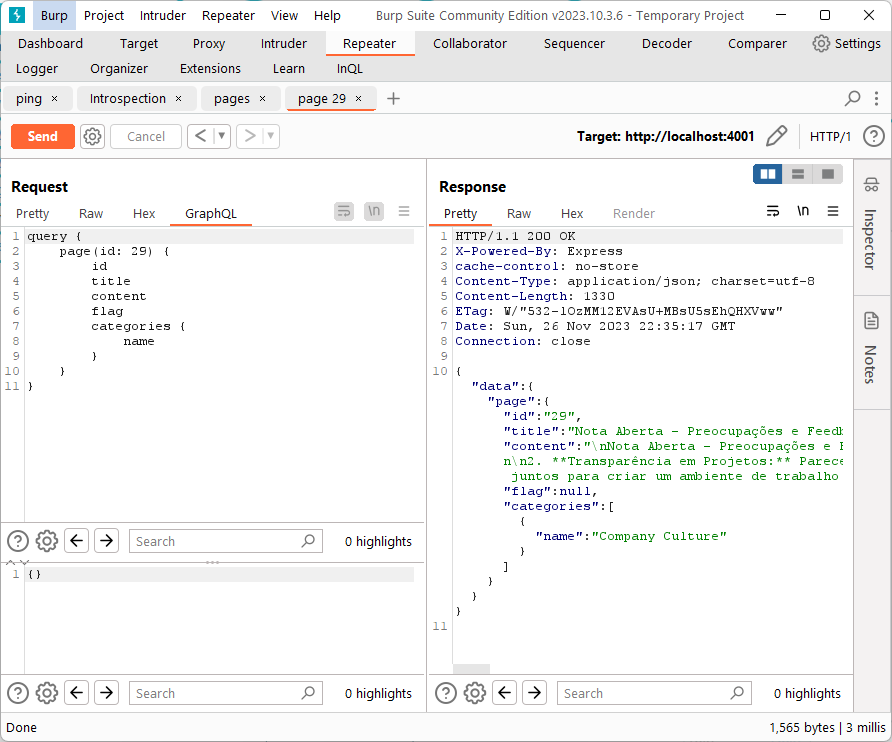 Burp Project Intruder Repeater View Help Burp Suite Community Edition v2023.10.3.6 - Temporary Project
Dashboard Target Proxy Intruder Repeater Collaborator Sequencer Decoder Comparer Settings
Logger Organizer Extensions Learn InQL
ping × Introspection × pages × page 29 × +
Send Cancel < > Target: http://localhost:4001 HTTP/1 ?
Request
Pretty Raw Hex GraphQL \n
1 query {
2 page(id: 29) {
3 id
4 title
5 content
6 flag
7 categories {
8 name
9 }
10 }
11 }
? Search 0 highlights
1 {}
? Search 0 highlights
Response
Pretty Raw Hex Render \n
1 HTTP/1.1 200 OK
2 X-Powered-By: Express
3 cache-control: no-store
4 Content-Type: application/json; charset=utf-8
5 Content-Length: 1330
6 ETag: W/"532-lOzMM12EVAsU+MBsU5sEhQHXVww"
7 Date: Sun, 26 Nov 2023 22:35:17 GMT
8 Connection: close
9
10 {
"data":{
"page":{
"id":"29",
"title":"Nota Aberta - Preocupações e Feedb
"content":"\nNota Aberta - Preocupações e
n\n2. **Transparência em Projetos:** Parece
juntos para criar um ambiente de trabalho
"flag":null,
"categories":[
{
"name":"Company Culture"
}
]
}
}
}
11
? Search 0 highlights
Inspector
Notes
Done 1,565 bytes | 3 millis